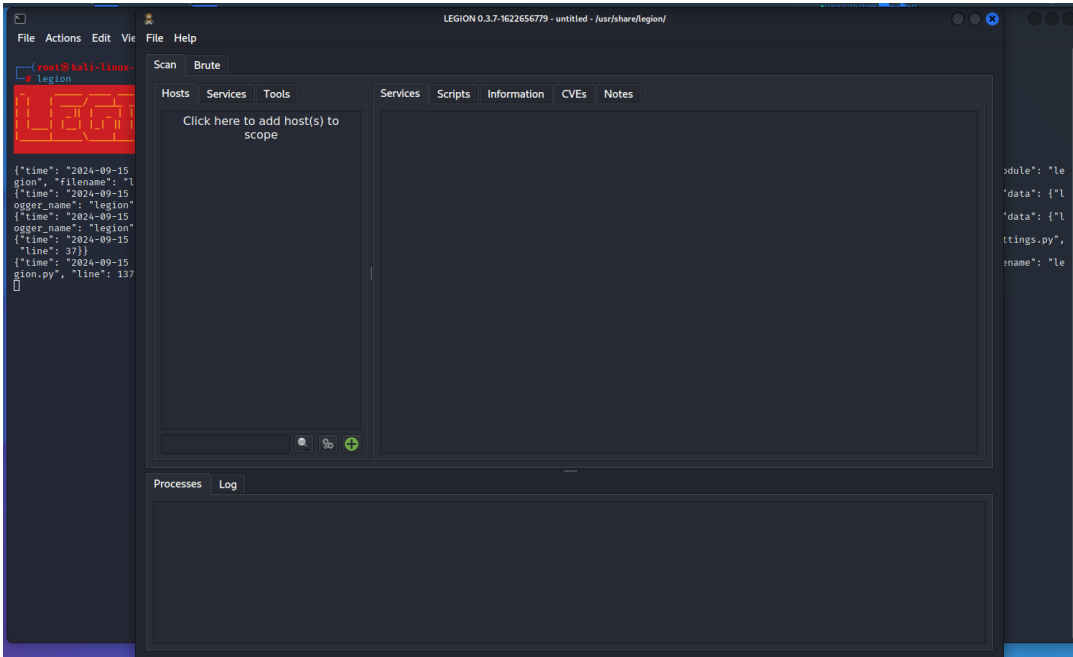 LEGION 0.3.7-1622656779 - untitled - /usr/share/legion/
File Actions Edit Vie
File Help
(root㉿kali-linux-
# legion
LEGI
Scan Brute
Hosts Services Tools
Services Scripts Information CVEs Notes
Click here to add host(s) to
scope
{"time": "2024-09-15
gion", "filename": "l
{"time": "2024-09-15
ogger_name": "legion"
{"time": "2024-09-15
ogger_name": "legion"
{"time": "2024-09-15
"line": 37}}
{"time": "2024-09-15
gion.py", "line": 137
odule": "le
"data": {"l
"data": {"l
ttings.py",
ename": "le
Processes Log